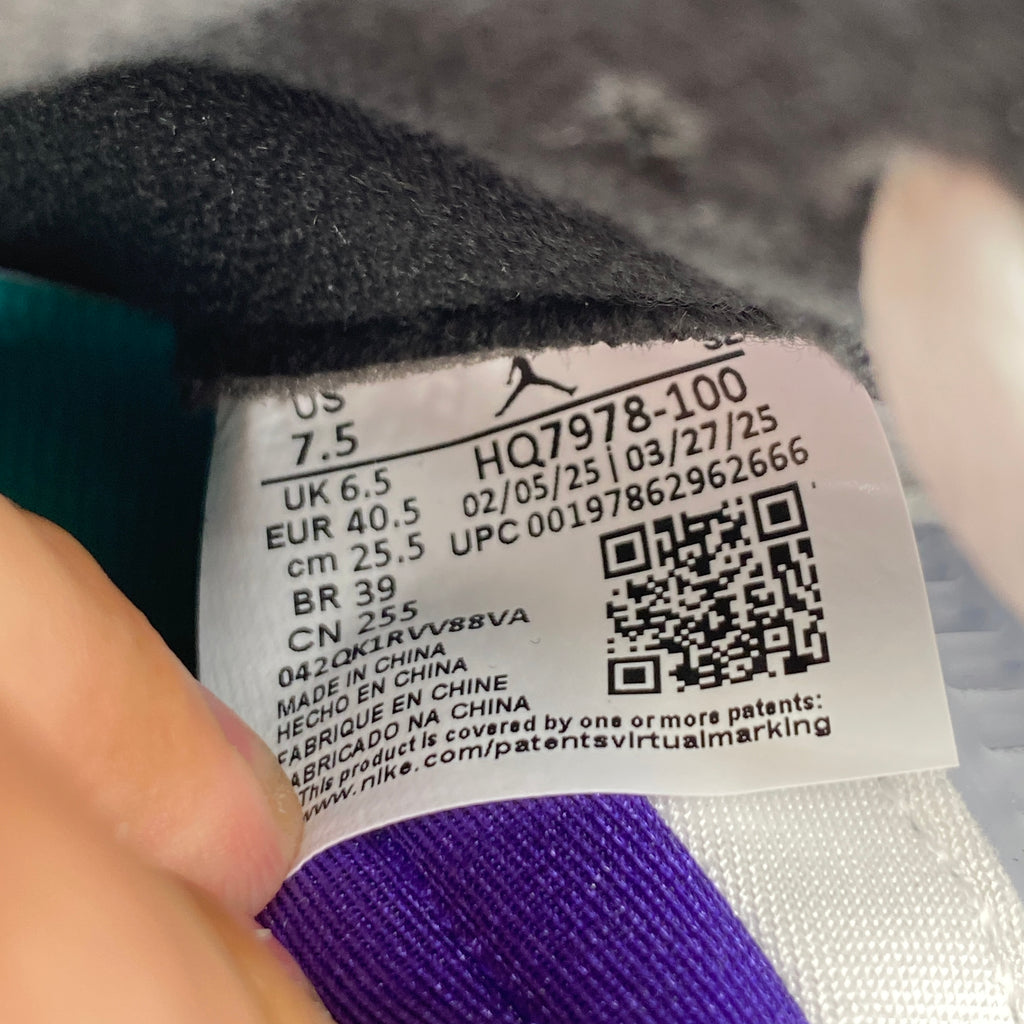 US
7.5
HQ7978-100
UK 6.5
02/05/25 | 03/27/25
EUR 40.5
UPC 00197862962666
cm 25.5
BR 39
CN 255
042QK1RVV88VA
MADE IN CHINA
HECHO EN CHINA
FABRIQUE EN CHINE
FABRICADO NA CHINA
This product is covered by one or more patents:
www.nike.com/patentsvirtualmarking